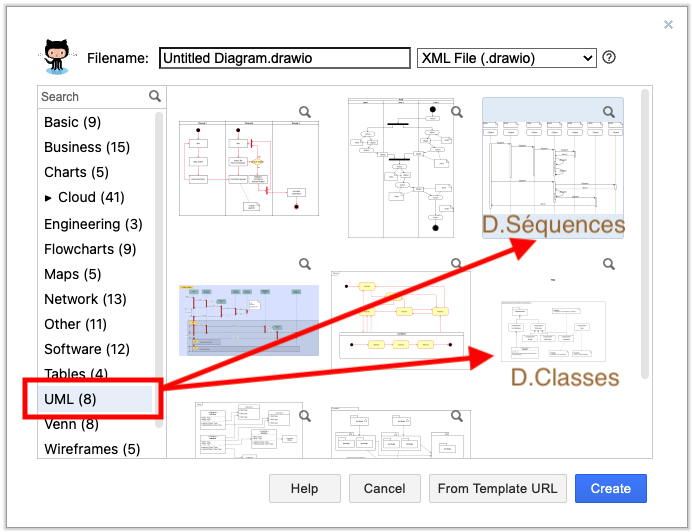 Filename:
Untitled Diagram.drawio
XML File (.drawio)
Search
Basic (9)
Business (15)
Charts (5)
Cloud (41)
Engineering (3)
Flowcharts (9)
Maps (5)
Network (13)
Other (11)
Software (12)
Tables (4)
UML (8)
Venn (8)
Wireframes (5)
D.Séquences
D.Classes
Help
Cancel
From Template URL
Create